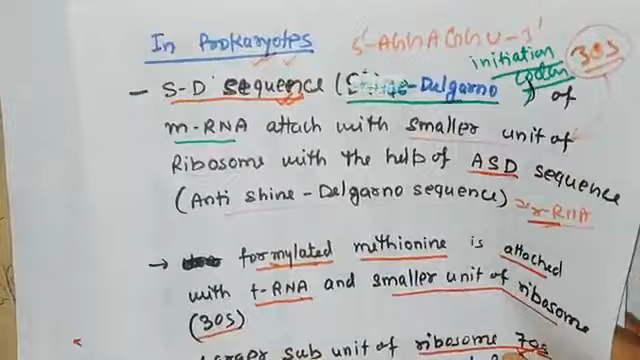 In Prokaryotes 5'-AGGAGGU-3'
initiation
codon 30S
- S-D' sequence (Shine-Dalgarno) of
m-RNA attach with smaller unit of
Ribosome with the help of ASD sequence
(Anti shine-Delgarno sequence) r-RNA
→ formylated methionine is attached
with t-RNA and smaller unit of ribosome
(30S)
Larger sub unit of ribosome 70s